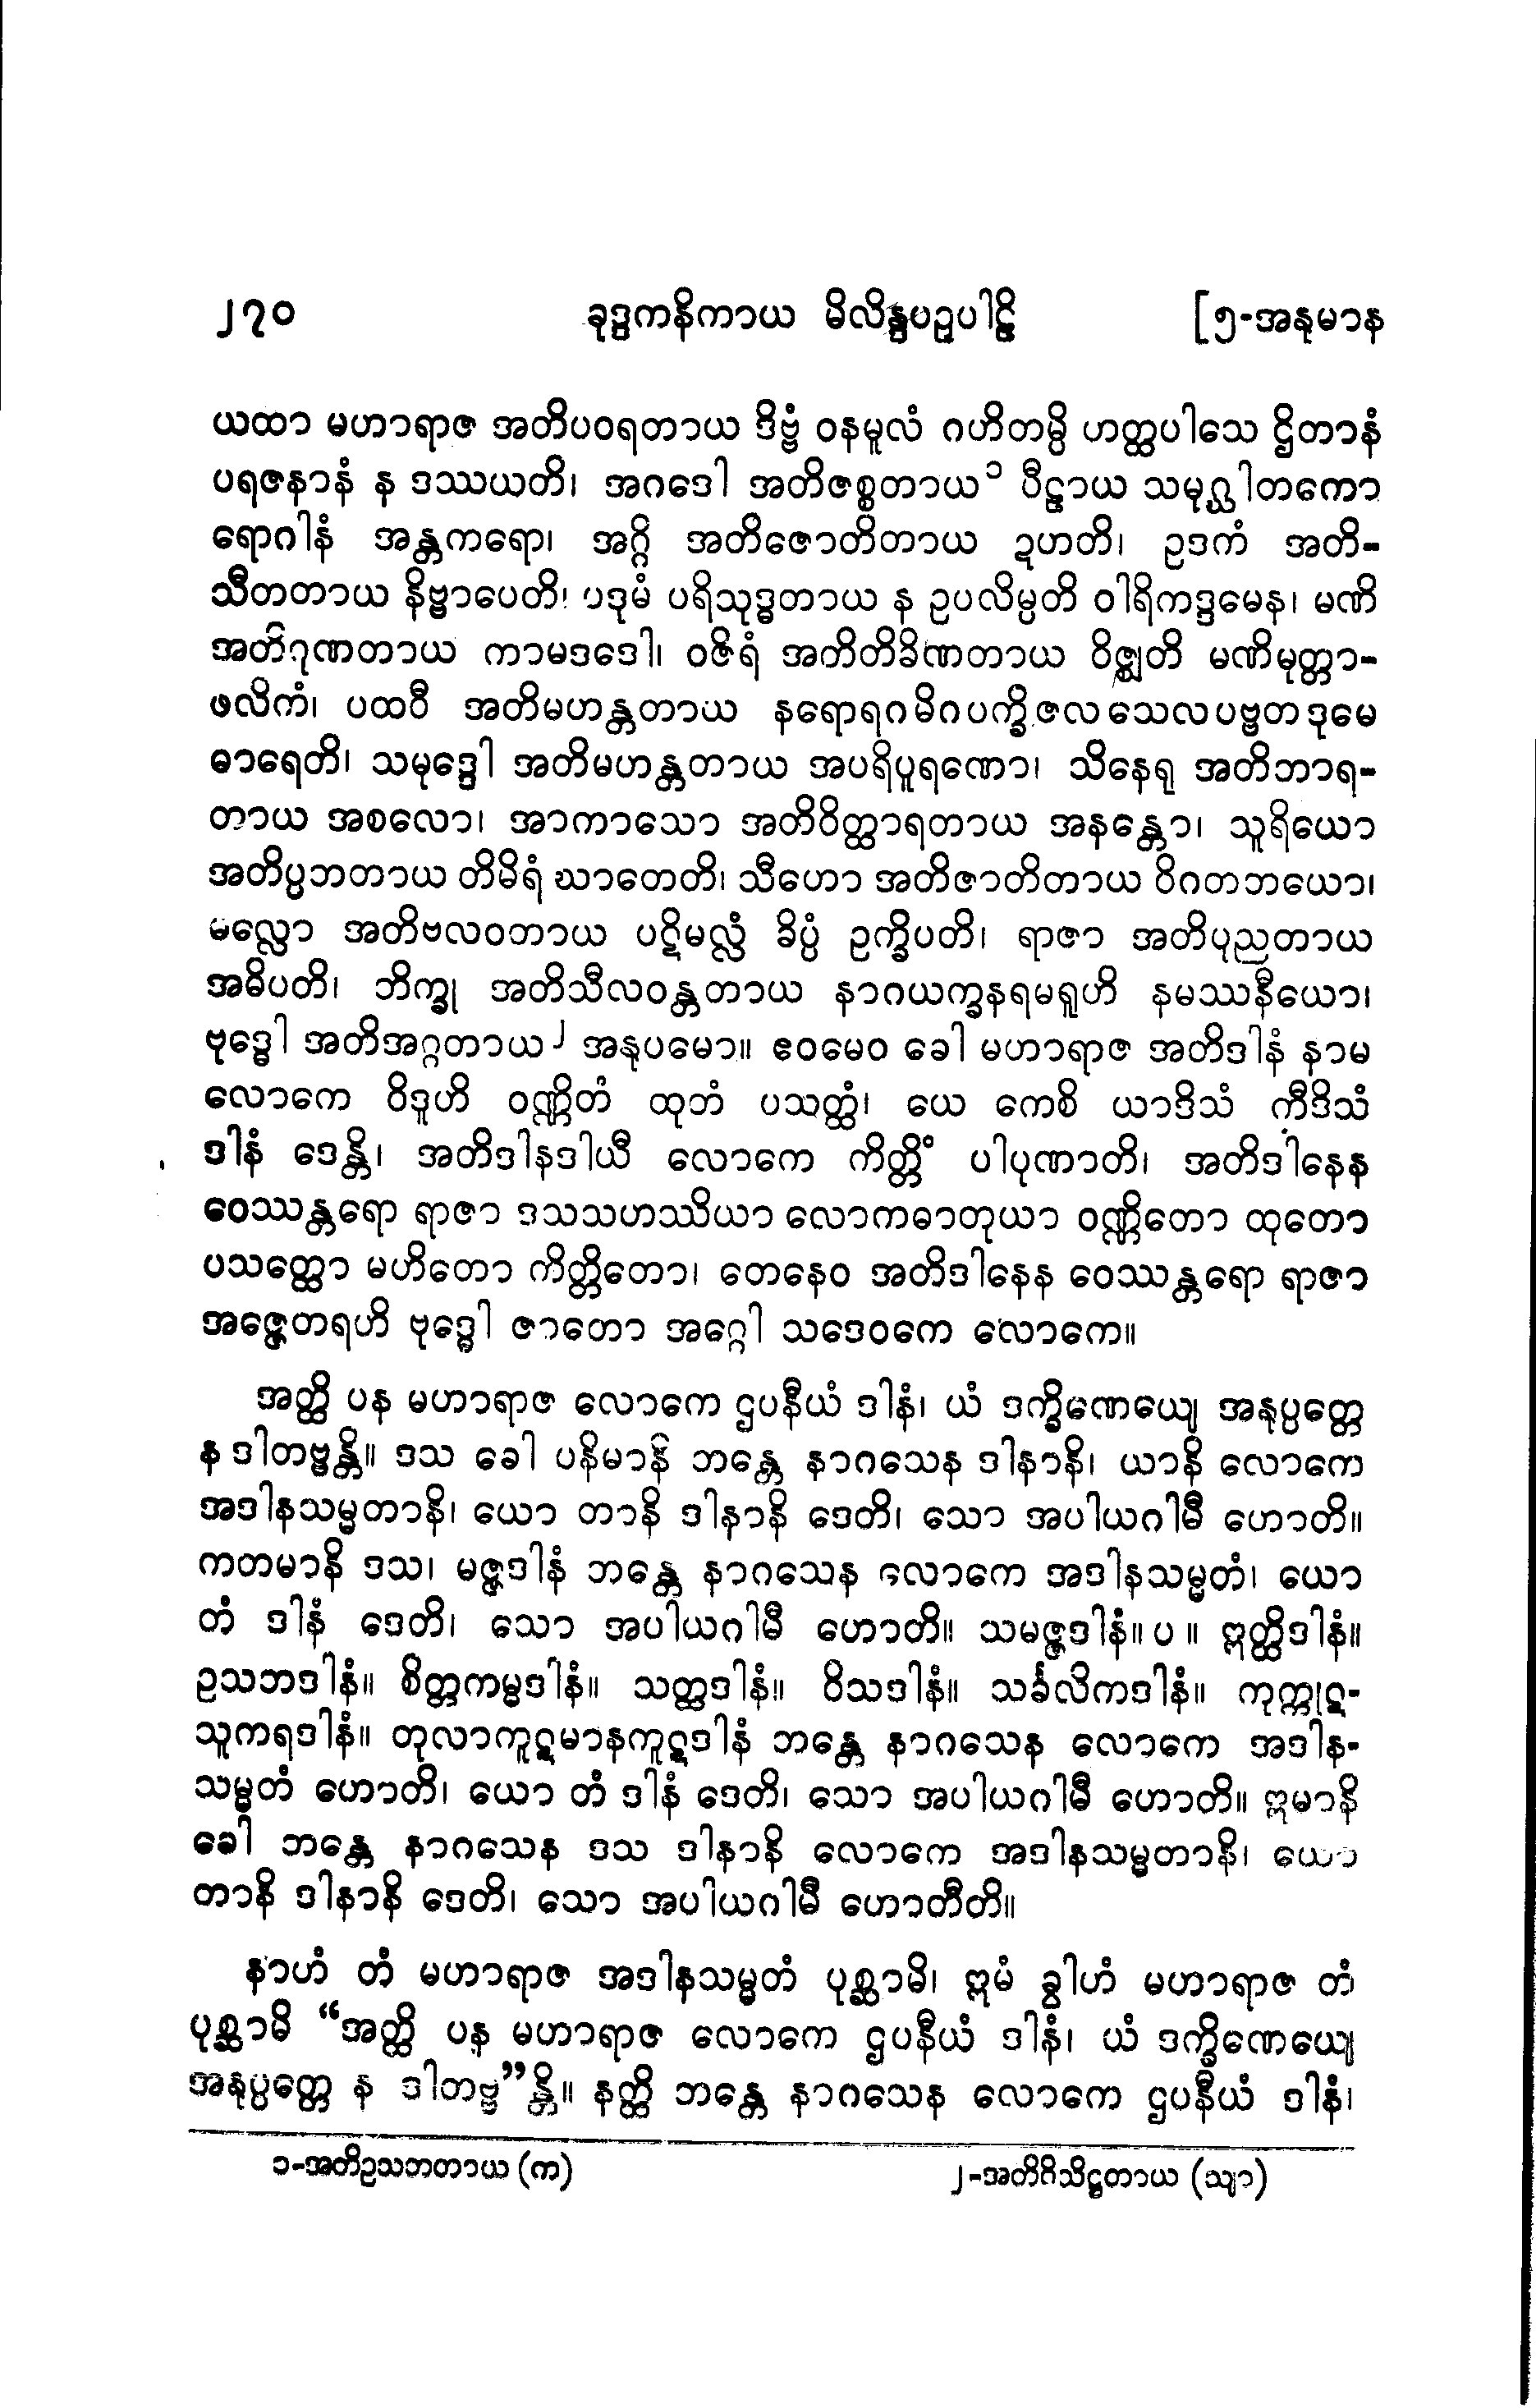 ၂၇၀ ခုဒ္ဒကနိကာယ မိလိန္ဒပဉှပါဠိ [၅-အနုမာန
ယထာ မဟာရာဇ အတိပဝရတာယ ဒိဗ္ဗံ ဝနမူလံ ဂဟိတမ္ပိ ဟတ္ထပါသေ ဌိတာနံ
ပရဇနာနံ န ဒဿယတိ၊ အဂဒေါ အတိဇစ္စတာယ ၁ ပီဠာယ သမုဂ္ဃါတကော
ရောဂါနံ အန္တကရော၊ အဂ္ဂိ အတိဇောတိတာယ ဍဟတိ၊ ဥဒကံ အတိ-
သီတတာယ နိဗ္ဗာပေတိ၊ ပဒုမံ ပရိသုဒ္ဓတာယ န ဥပလိမ္ပတိ ဝါရိကဒ္ဒမေန၊ မဏိ
အတိဂုဏတာယ ကာမဒဒေါ၊ ဝဇိရံ အတိတိခိဏတာယ ဝိဇ္ဈတိ မဏိမုတ္တာ-
ဖလိကံ၊ ပထဝီ အတိမဟန္တတာယ နရောရဂမိဂပက္ခိဇလသေလပဗ္ဗတဒုမေ
ဓာရေတိ၊ သမုဒ္ဒေါ အတိမဟန္တတာယ အပရိပူရဏော၊ သိနေရု အတိဘာရ-
တာယ အစလော၊ အာကာသော အတိဝိတ္ထာရတာယ အနန္တော၊ သူရိယော
အတိပ္ပဘတာယ တိမိရံ ဃာတေတိ၊ သီဟော အတိဇာတိတာယ ဝိဂတဘယော၊
မလ္လော အတိဗလဝတာယ ပဋိမလ္လံ ခိပ္ပံ ဥက္ခိပတိ၊ ရာဇာ အတိပုညတာယ
အဓိပတိ၊ ဘိက္ခု အတိသီလဝန္တတာယ နာဂယက္ခနရမရူဟိ နမဿနီယော၊
ဗုဒ္ဓေါ အတိအဂ္ဂတာယ ၂ အနုပမော။ ဧဝမေဝ ခေါ မဟာရာဇ အတိဒါနံ နာမ
လောကေ ဝိဒူဟိ ဝဏ္ဏိတံ ထုတံ ပသတ္ထံ၊ ယေ ကေစိ ယာဒိသံ ကီဒိသံ
ဒါနံ ဒေန္တိ၊ အတိဒါနဒါယီ လောကေ ကိတ္တိံ ပါပုဏာတိ၊ အတိဒါနေန
ဝေဿန္တရော ရာဇာ ဒသသဟဿိယာ လောကဓာတုယာ ဝဏ္ဏိတော ထုတော
ပသတ္ထော မဟိတော ကိတ္တိတော၊ တေနေဝ အတိဒါနေန ဝေဿန္တရော ရာဇာ
အဇ္ဇေတရဟိ ဗုဒ္ဓေါ ဇာတော အဂ္ဂေါ သဒေဝကေ လောကေ။
အတ္ထိ ပန မဟာရာဇ လောကေ ဌပနီယံ ဒါနံ၊ ယံ ဒက္ခိဏေယျေ အနုပ္ပတ္တေ
န ဒါတဗ္ဗန္တိ။ ဒသ ခေါ ပနိမာနိ ဘန္တေ နာဂသေန ဒါနာနိ၊ ယာနိ လောကေ
အဒါနသမ္မတာနိ၊ ယော တာနိ ဒါနာနိ ဒေတိ၊ သော အပါယဂါမီ ဟောတိ။
ကတမာနိ ဒသ၊ မဇ္ဇဒါနံ ဘန္တေ နာဂသေန လောကေ အဒါနသမ္မတံ၊ ယော
တံ ဒါနံ ဒေတိ၊ သော အပါယဂါမီ ဟောတိ။ သမဇ္ဇဒါနံ။ ပ ။ ဣတ္ထိဒါနံ။
ဥသဘဒါနံ။ စိတ္တကမ္မဒါနံ။ သတ္ထဒါနံ။ ဝိသဒါနံ။ သင်္ခလိကဒါနံ။ ကုက္ကုဋ-
သူကရဒါနံ။ တုလာကူဋမာနကူဋဒါနံ ဘန္တေ နာဂသေန လောကေ အဒါန-
သမ္မတံ ဟောတိ၊ ယော တံ ဒါနံ ဒေတိ၊ သော အပါယဂါမီ ဟောတိ။ ဣမာနိ
ခေါ ဘန္တေ နာဂသေန ဒသ ဒါနာနိ လောကေ အဒါနသမ္မတာနိ၊ ယော
တာနိ ဒါနာနိ ဒေတိ၊ သော အပါယဂါမီ ဟောတီတိ။
နာဟံ တံ မဟာရာဇ အဒါနသမ္မတံ ပုစ္ဆာမိ၊ ဣမံ ခွါဟံ မဟာရာဇ တံ
ပုစ္ဆာမိ “အတ္ထိ ပန မဟာရာဇ လောကေ ဌပနီယံ ဒါနံ၊ ယံ ဒက္ခိဏေယျေ
အနုပ္ပတ္တေ န ဒါတဗ္ဗ”န္တိ။ နတ္ထိ ဘန္တေ နာဂသေန လောကေ ဌပနီယံ ဒါနံ၊
၁-အတိဥသဘတာယ (က) ၂-အတိဝိသိဋ္ဌတာယ (သျာ)